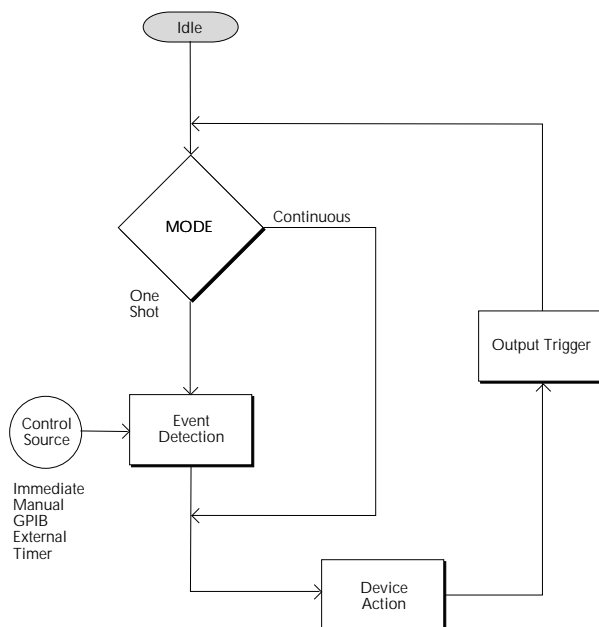 Idle
MODE
Continuous
One
Shot
Output Trigger
Control
Source
Event
Detection
Immediate
Manual
GPIB
External
Timer
Device
Action